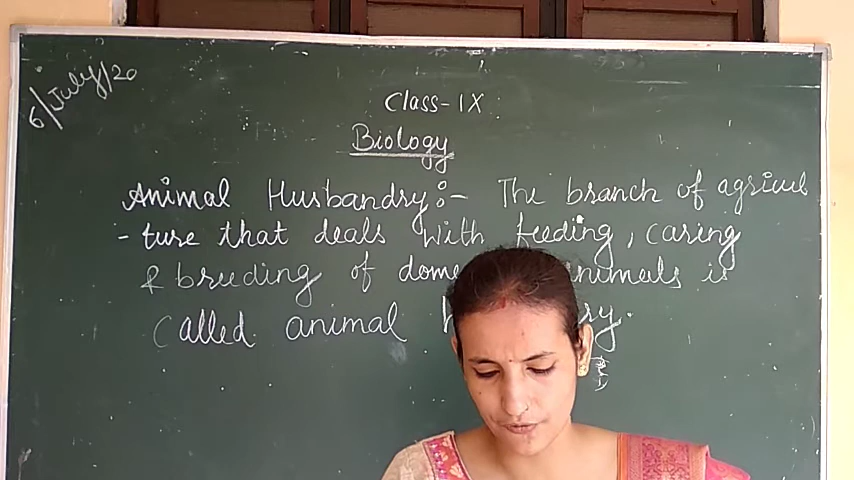 6/July/20
Class-IX
Biology
Animal Husbandry:- The branch of agricul
- ture that deals with feeding, caring
& breeding of dome animals is
called animal h ry.